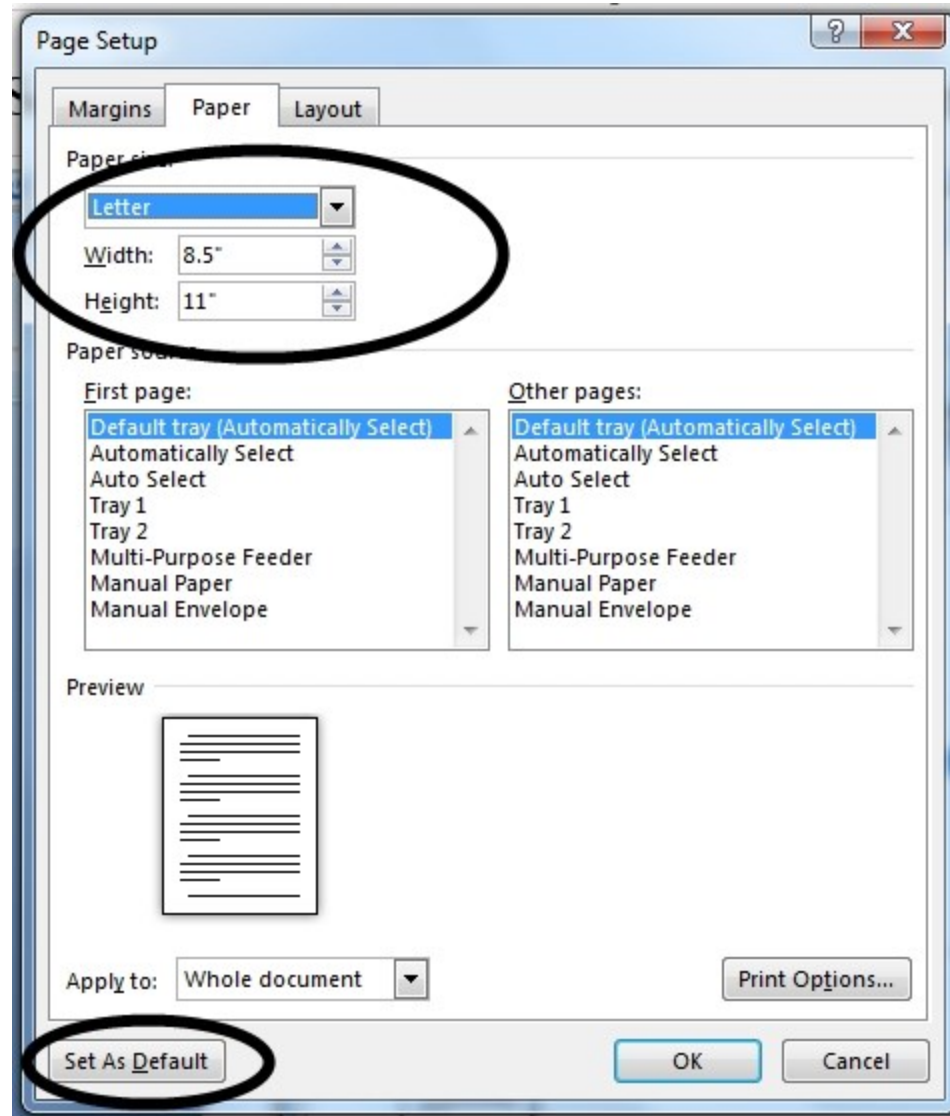 Page Setup
Margins Paper Layout
Paper size:
Letter
Width: 8.5"
Height: 11"
Paper
First page:
Default tray (Automatically Select)
Automatically Select
Auto Select
Tray 1
Tray 2
Multi-Purpose Feeder
Manual Paper
Manual Envelope
Other pages:
Default tray (Automatically Select)
Automatically Select
Auto Select
Tray 1
Tray 2
Multi-Purpose Feeder
Manual Paper
Manual Envelope
Preview
Apply to: Whole document
Print Options...
Set As Default OK Cancel